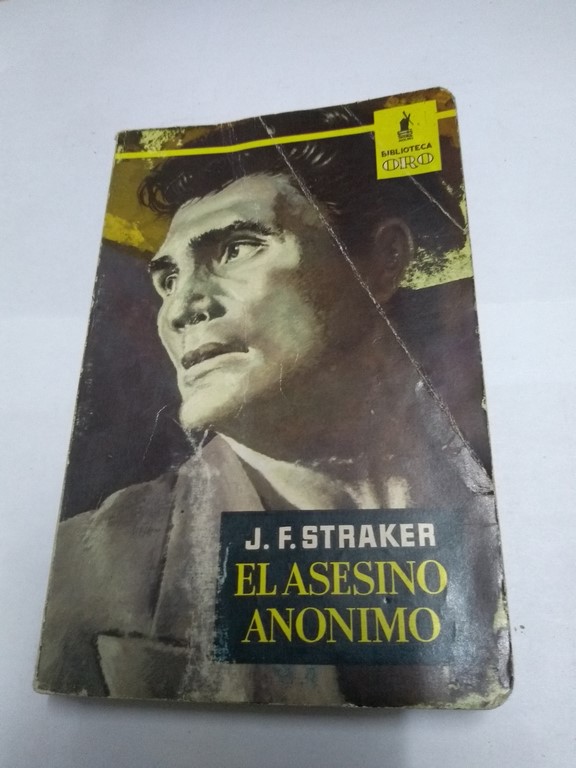 BIBLIOTECA
ORO
J. F. STRAKER
EL ASESINO
ANONIMO